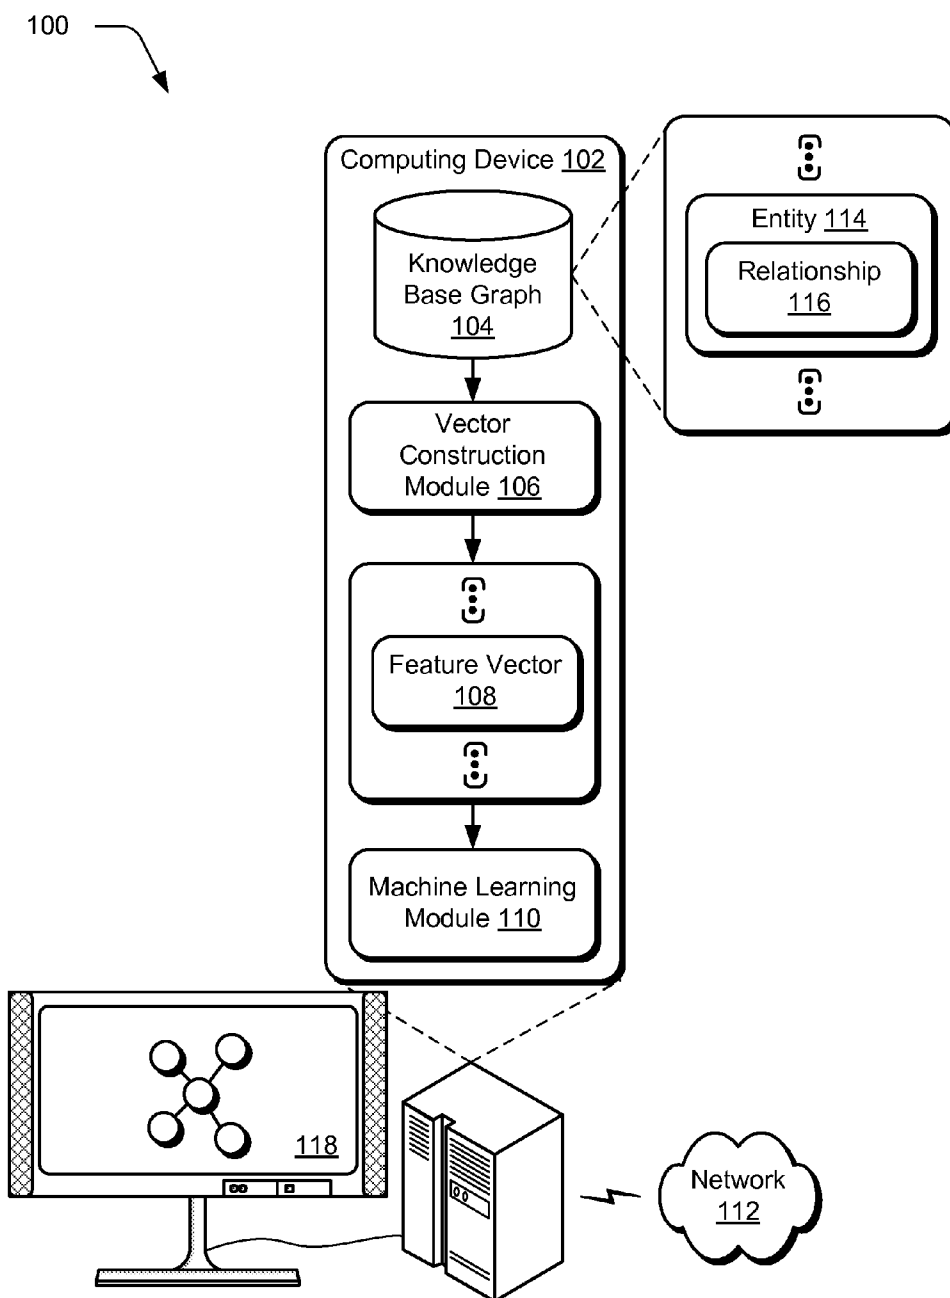 100
Computing Device 102
Knowledge
Base Graph
104
Entity 114
Relationship
116
Vector
Construction
Module 106
Feature Vector
108
Machine Learning
Module 110
118
Network
112